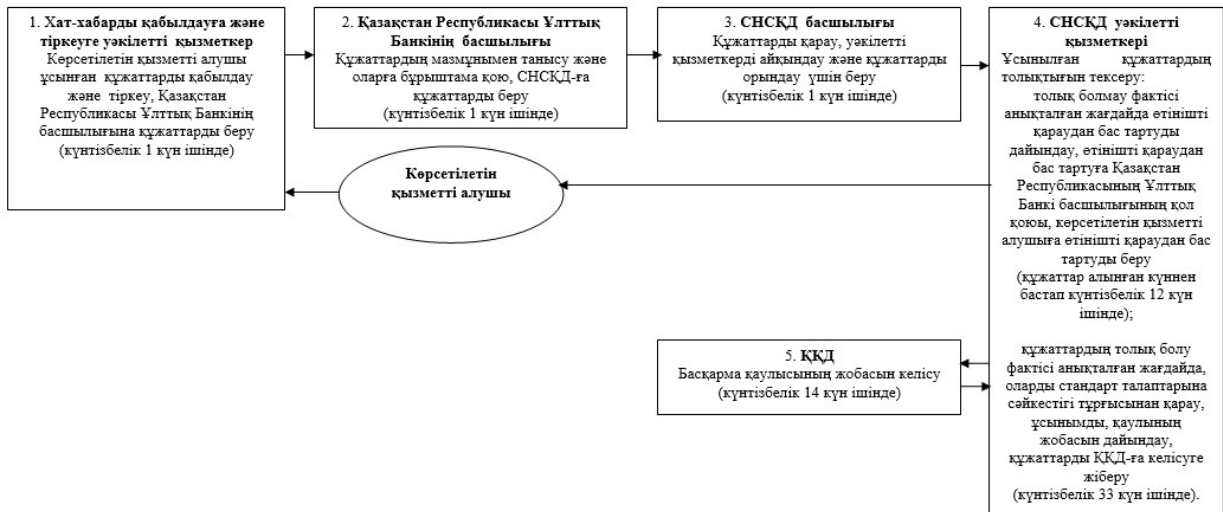 1. Хат-хабарды қабылдауға және
тіркеуге уәкілетті қызметкер
Көрсетілетін қызметті алушы
ұсынған құжаттарды қабылдау
және тіркеу, Қазақстан
Республикасы Ұлттық Банкінің
басшылығына құжаттарды беру
(күнтізбелік 1 күн ішінде)
2. Қазақстан Республикасы Ұлттық
Банкінің басшылығы
Құжаттардың мазмұнымен танысу және
оларға бұрыштама қою, СНСҚД-ға
құжаттарды беру
(күнтізбелік 1 күн ішінде)
3. СНСҚД басшылығы
Құжаттарды қарау, уәкілетті
қызметкерді айқындау және құжаттарды
орындау үшін беру
(күнтізбелік 1 күн ішінде)
4. СНСҚД уәкілетті
қызметкері
Ұсынылған құжаттардың
толықтығын тексеру:
толық болмау фактісі
анықталған жағдайда өтінішті
қараудан бас тартуды
дайындау, өтінішті қараудан
бас тартуға Қазақстан
Республикасының Ұлттық
Банкі басшылығының қол
қоюы, көрсетілетін қызметті
алушыға өтінішті қараудан бас
тартуды беру
(құжаттар алынған күннен
бастап күнтізбелік 12 күн
ішінде);
құжаттардың толық болу
фактісі анықталған жағдайда,
оларды стандарт талаптарына
сәйкестігі тұрғысынан қарау,
ұсынымды, қаулының
жобасын дайындау,
құжаттарды ҚҚД-ға келісуге
жіберу
(күнтізбелік 33 күн ішінде).
Көрсетілетін
қызметті алушы
5. ҚҚД
Басқарма қаулысының жобасын келісу
(күнтізбелік 14 күн ішінде)